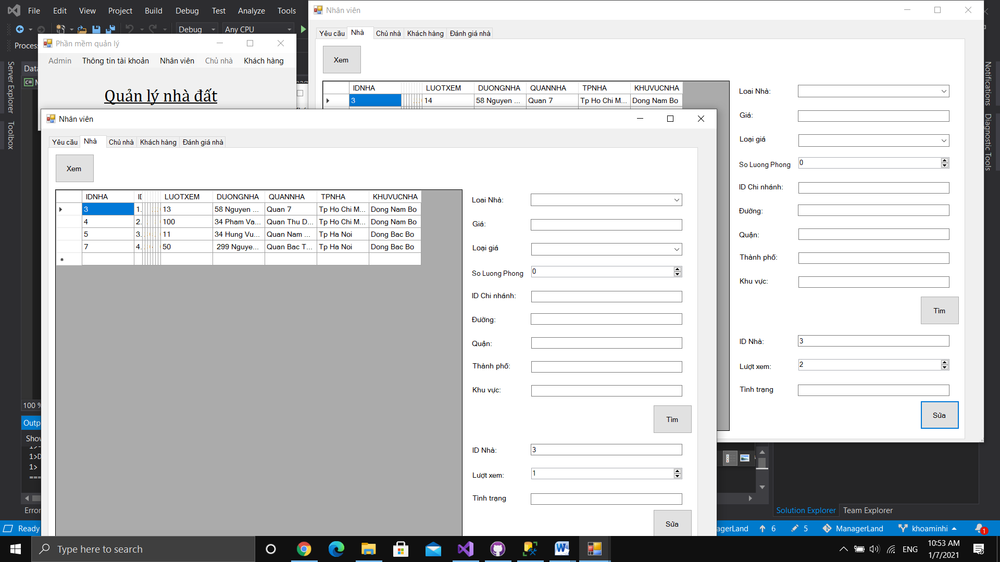 File Edit View Project Build Debug Test Analyze Tools
Debug Any CPU
Process
Server Explorer
Toolbox
Data
Phần mềm quản lý
Admin Thông tin tài khoản Nhân viên Chủ nhà Khách hàng
Quản lý nhà đất
Nhân viên
Yêu cầu Nhà Chủ nhà Khách hàng Đánh giá nhà
Xem
IDNHA LUOTXEM DUONGNHA QUANNHA TPNHA KHUVUCNHA
3 14 58 Nguyen ... Quan 7 Tp Ho Chi M... Dong Nam Bo
Loai Nhà:
Giá:
Loại giá
So Luong Phong 0
ID Chi nhánh:
Đường:
Quận:
Thành phố:
Khu vực:
Tìm
ID Nhà: 3
Lượt xem: 2
Tình trạng
Sửa
Notifications
Diagnostic Tools
Nhân viên
Yêu cầu Nhà Chủ nhà Khách hàng Đánh giá nhà
Xem
IDNHA LUOTXEM DUONGNHA QUANNHA TPNHA KHUVUCNHA
3 1. 13 58 Nguyen ... Quan 7 Tp Ho Chi M... Dong Nam Bo
4 2. 100 34 Pham Va... Quan Thu D... Tp Ho Chi M... Dong Nam Bo
5 3. 11 34 Hung Vu... Quan Nam ... Tp Ha Noi Dong Bac Bo
7 4. 50 299 Nguye... Quan Bac T... Tp Ha Noi Dong Bac Bo
Loai Nhà:
Giá:
Loại giá
So Luong Phong 0
ID Chi nhánh:
Đường:
Quận:
Thành phố:
Khu vực:
Tìm
ID Nhà: 3
Lượt xem: 1
Tình trạng
Sửa
100 %
Outp
Show
1>D
1>
===
Error
Solution Explorer Team Explorer
Ready
agerLand 6 5 ManagerLand khoaminhi 1
Type here to search
ENG
10:53 AM
1/7/2021